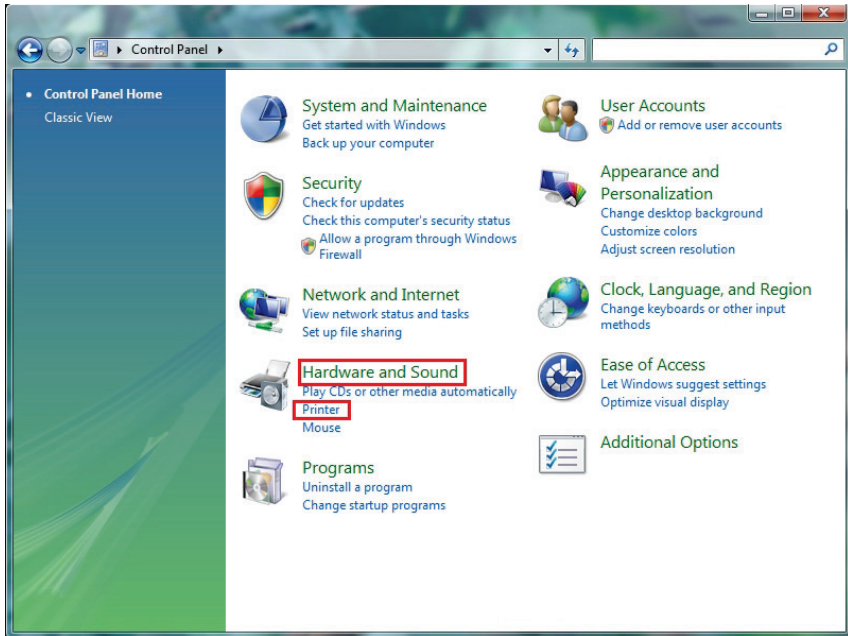 Control Panel
Control Panel Home
Classic View
System and Maintenance
Get started with Windows
Back up your computer
Security
Check for updates
Check this computer's security status
Allow a program through Windows
Firewall
Network and Internet
View network status and tasks
Set up file sharing
Hardware and Sound
Play CDs or other media automatically
Printer
Mouse
Programs
Uninstall a program
Change startup programs
User Accounts
Add or remove user accounts
Appearance and
Personalization
Change desktop background
Customize colors
Adjust screen resolution
Clock, Language, and Region
Change keyboards or other input
methods
Ease of Access
Let Windows suggest settings
Optimize visual display
Additional Options